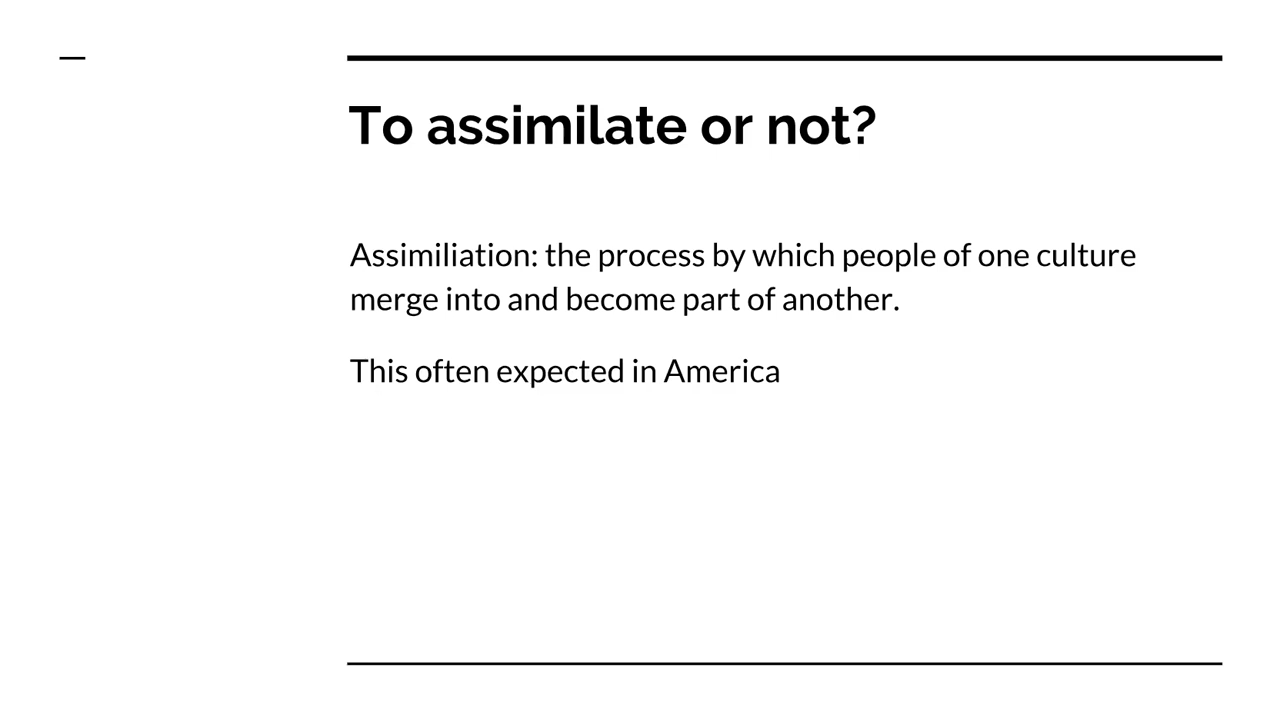 To assimilate or not?
Assimiliation: the process by which people of one culture
merge into and become part of another.
This often expected in America